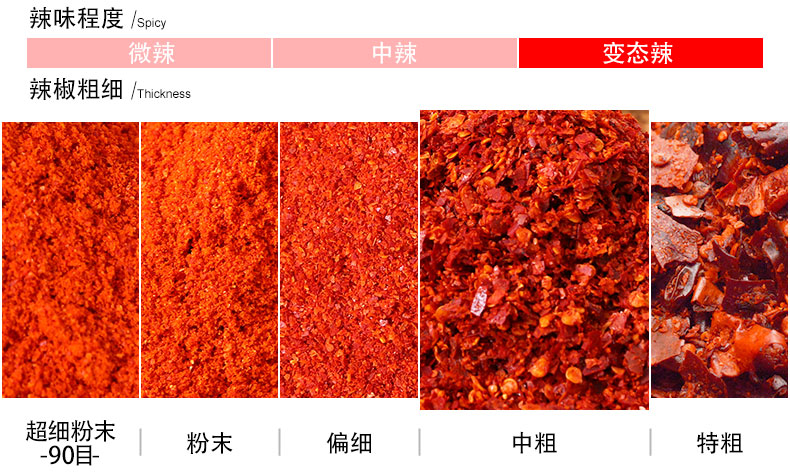 辣味程度 /Spicy
微辣 中辣 变态辣
辣椒粗细 /Thickness
超细粉末 粉末 偏细 中粗 特粗
-90目-